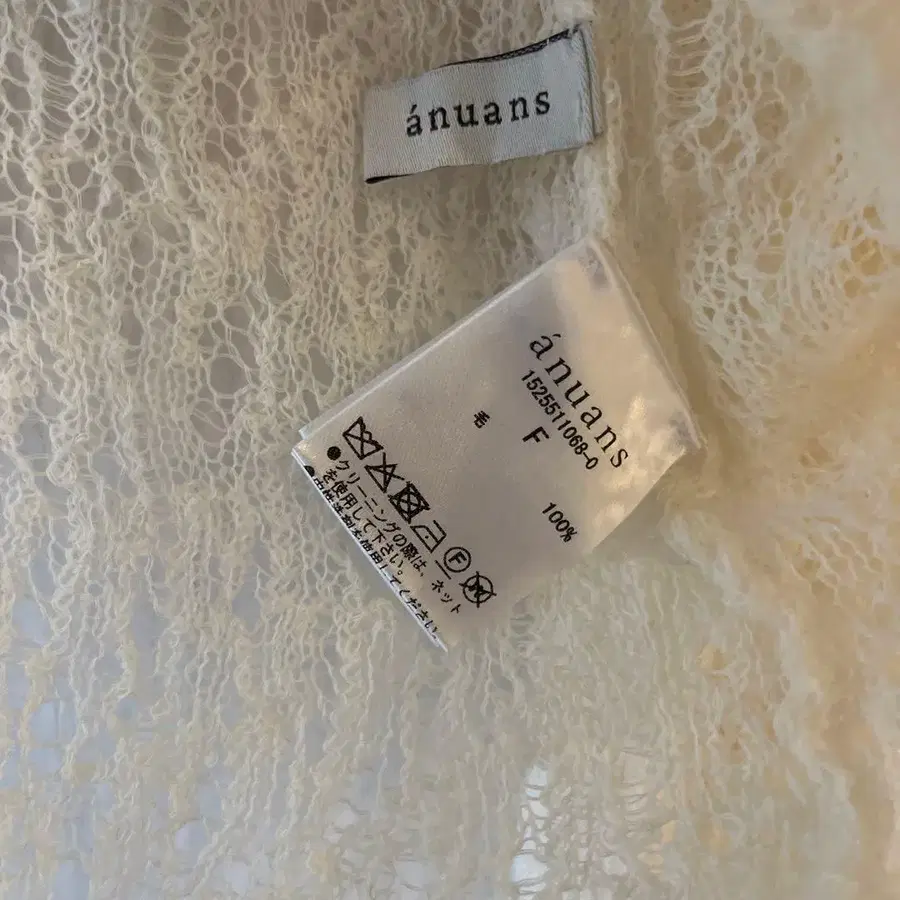 ánuans
ánuans
1525511068-0
F
毛 100%
●クリーニングの際は、ネット
を使用して下さい。